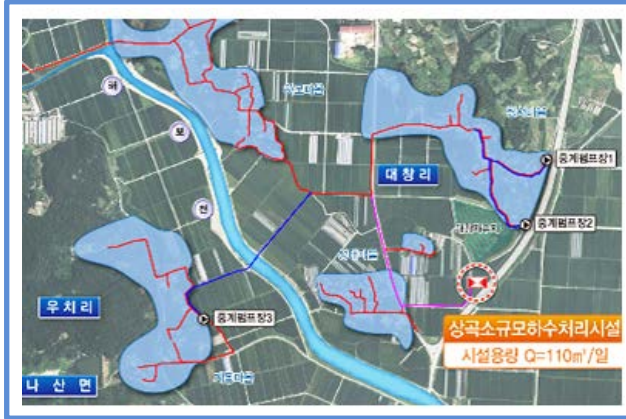 해
보
천
대창리
중계펌프장1
중계펌프장2
우치리
중계펌프장3
상곡소규모하수처리시설
시설용량 Q=110㎥/일
나산면